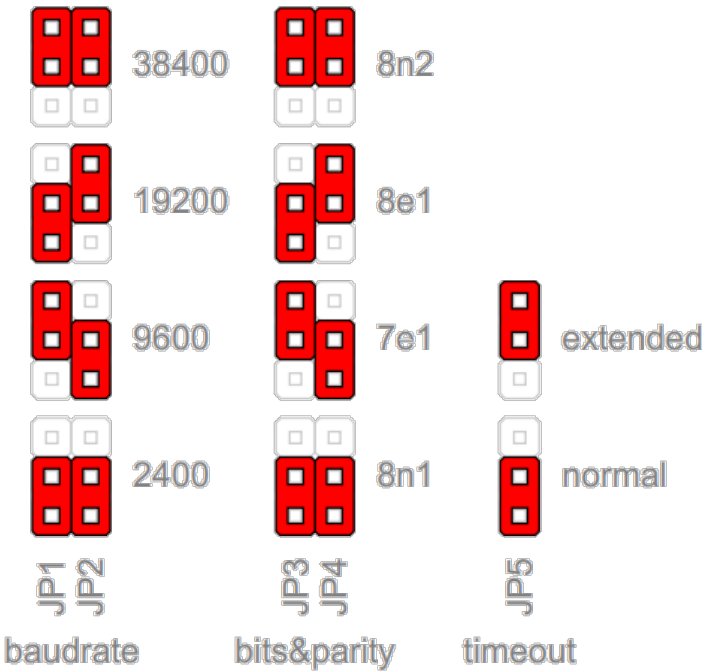 38400 8n2
19200 8e1
9600 7e1 extended
2400 8n1 normal
JP1 JP2 JP3 JP4 JP5
baudrate bits&parity timeout